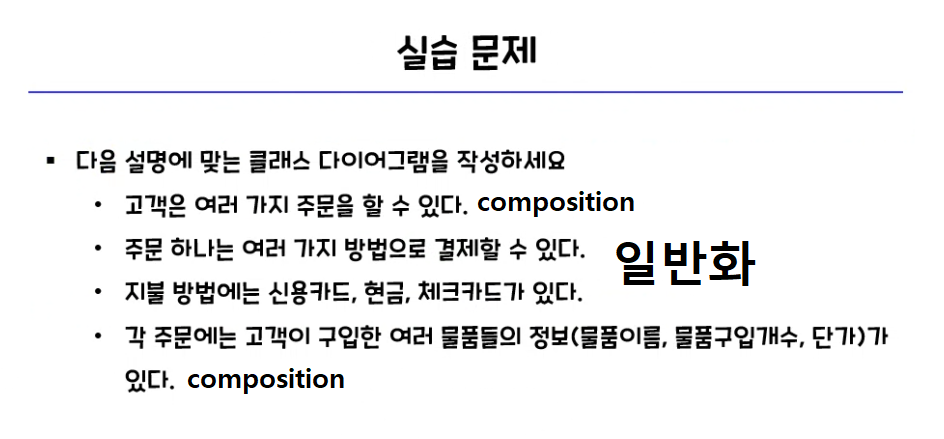 실습 문제
▪ 다음 설명에 맞는 클래스 다이어그램을 작성하세요
• 고객은 여러 가지 주문을 할 수 있다. composition
• 주문 하나는 여러 가지 방법으로 결제할 수 있다.
일반화
• 지불 방법에는 신용카드, 현금, 체크카드가 있다.
• 각 주문에는 고객이 구입한 여러 물품들의 정보(물품이름, 물품구입개수, 단가)가
있다. composition